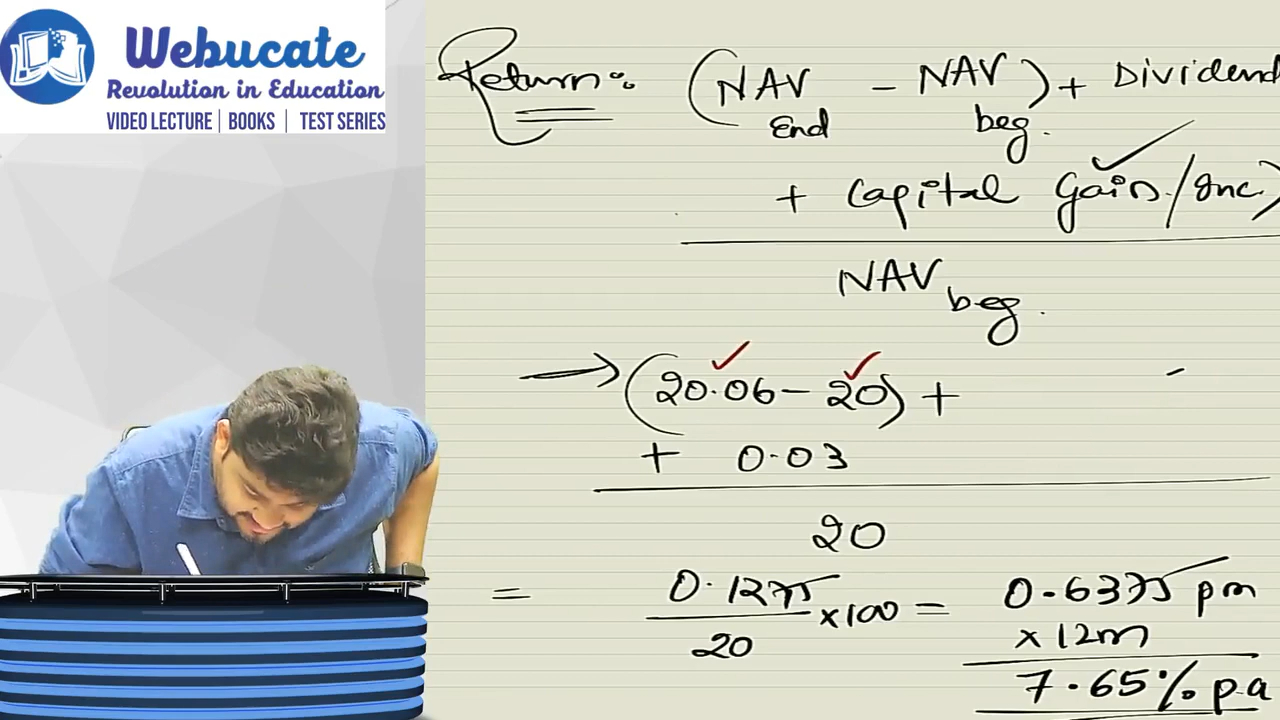 Webucate
Revolution in Education
VIDEO LECTURE | BOOKS | TEST SERIES
Return: (NAV End - NAV beg.) + Dividend
+ Capital Gain/Inc.)
NAV beg.
→ (20.06 - 20) +
+ 0.03
20
= 0.1275/20 x100 = 0.6375 pm
x 12m
7.65% p.a